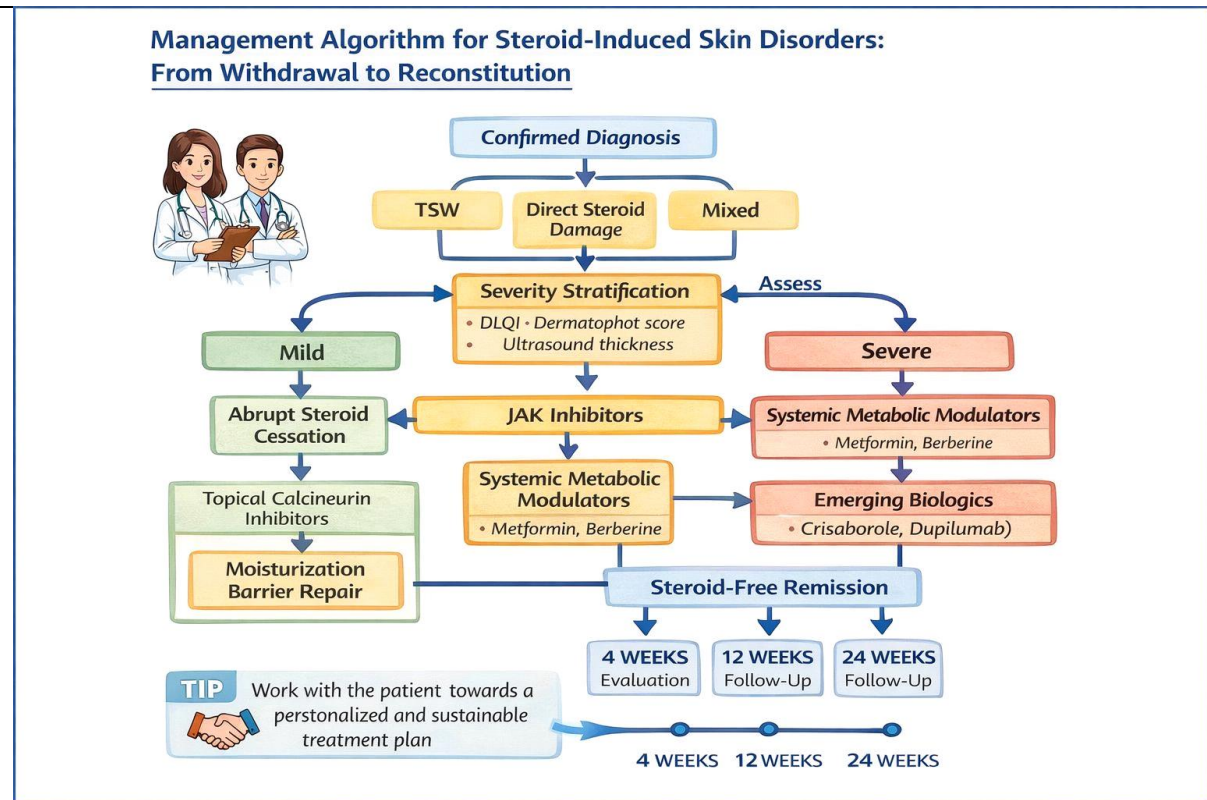 Management Algorithm for Steroid-Induced Skin Disorders:
From Withdrawal to Reconstitution
Confirmed Diagnosis
TSW
Direct Steroid
Damage
Mixed
Severity Stratification
• DLQI • Dermatophot score
• Ultrasound thickness
Assess
Mild
Severe
Abrupt Steroid
Cessation
JAK Inhibitors
Systemic Metabolic Modulators
• Metformin, Berberine
Topical Calcineurin
Inhibitors
Systemic Metabolic
Modulators
• Metformin, Berberine
Emerging Biologics
• Crisaborole, Dupilumab)
Moisturization
Barrier Repair
Steroid-Free Remission
4 WEEKS
Evaluation
12 WEEKS
Follow-Up
24 WEEKS
Follow-Up
TIP
Work with the patient towards a
perstonalized and sustainable
treatment plan
4 WEEKS 12 WEEKS 24 WEEKS